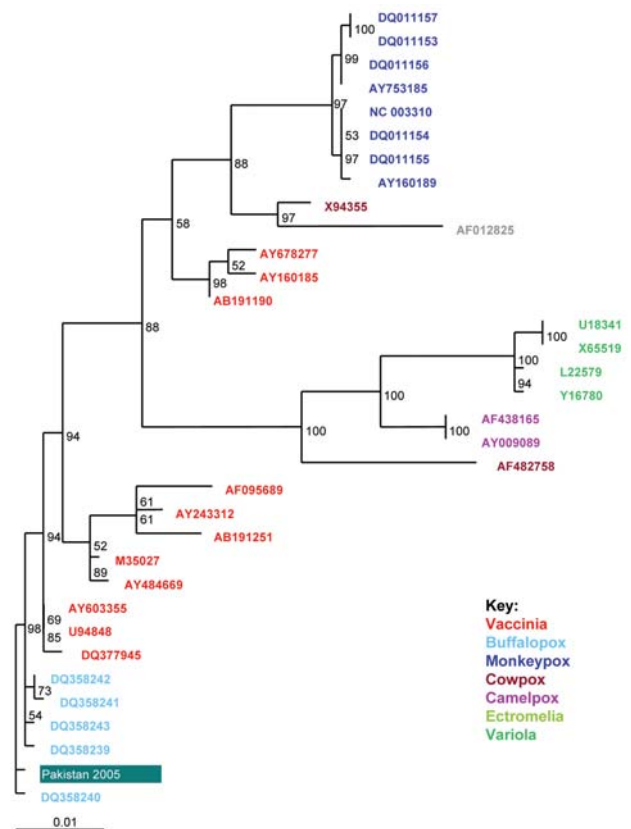 DQ011157
100
DQ011153
99
DQ011156
AY753185
97
NC 003310
53
DQ011154
97
DQ011155
88
AY160189
X94355
97
58
AF012825
AY678277
52
AY160185
98
AB191190
U18341
88
100
X65519
100
L22579
94
Y16780
100
AF438165
100
100
AY009089
94
AF482758
AF095689
61
AY243312
61
AB191251
94
52
M35027
89
AY484669
AY603355
69
98
U94848
85
DQ377945
DQ358242
73
DQ358241
54
DQ358243
DQ358239
Pakistan 2005
DQ358240
0.01
Key:
Vaccinia
Buffalopox
Monkeypox
Cowpox
Camelpox
Ectromelia
Variola